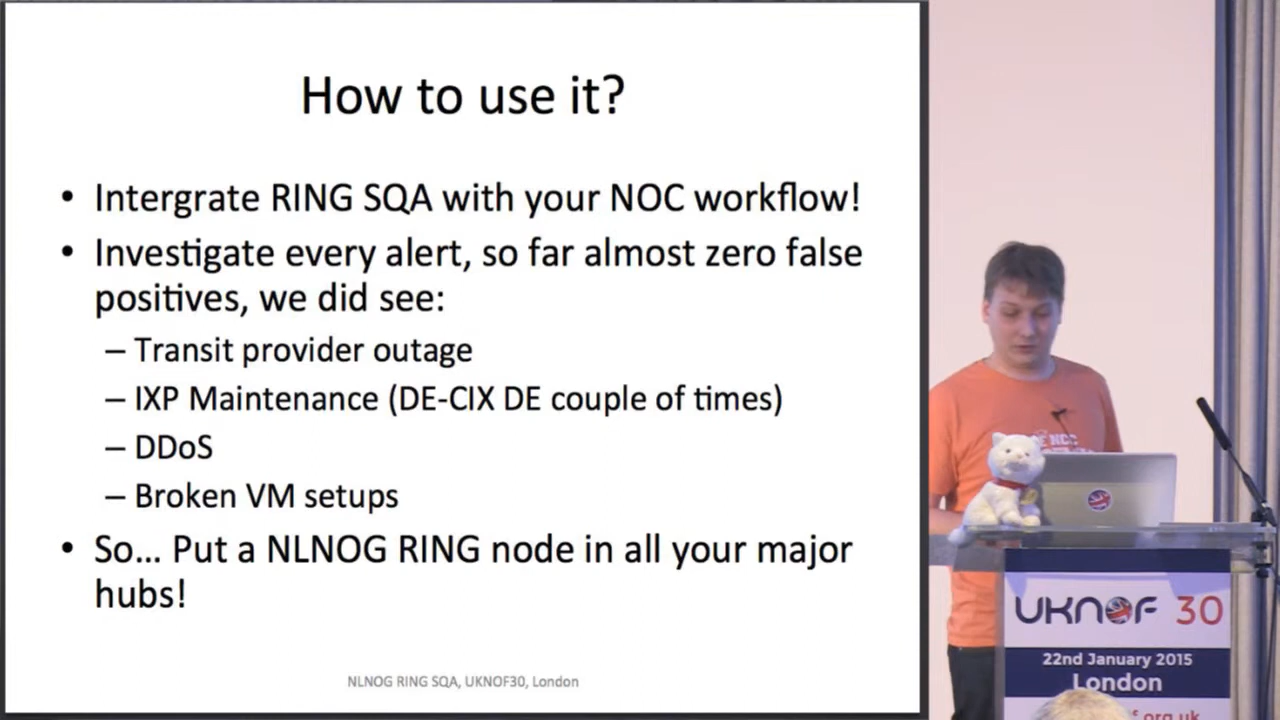 How to use it?
• Intergrate RING SQA with your NOC workflow!
• Investigate every alert, so far almost zero false
positives, we did see:
– Transit provider outage
– IXP Maintenance (DE-CIX DE couple of times)
– DDoS
– Broken VM setups
• So... Put a NLNOG RING node in all your major
hubs!
NLNOG RING SQA, UKNOF30, London
NOC
UKNOF 30
22nd January 2015
London
.org.uk